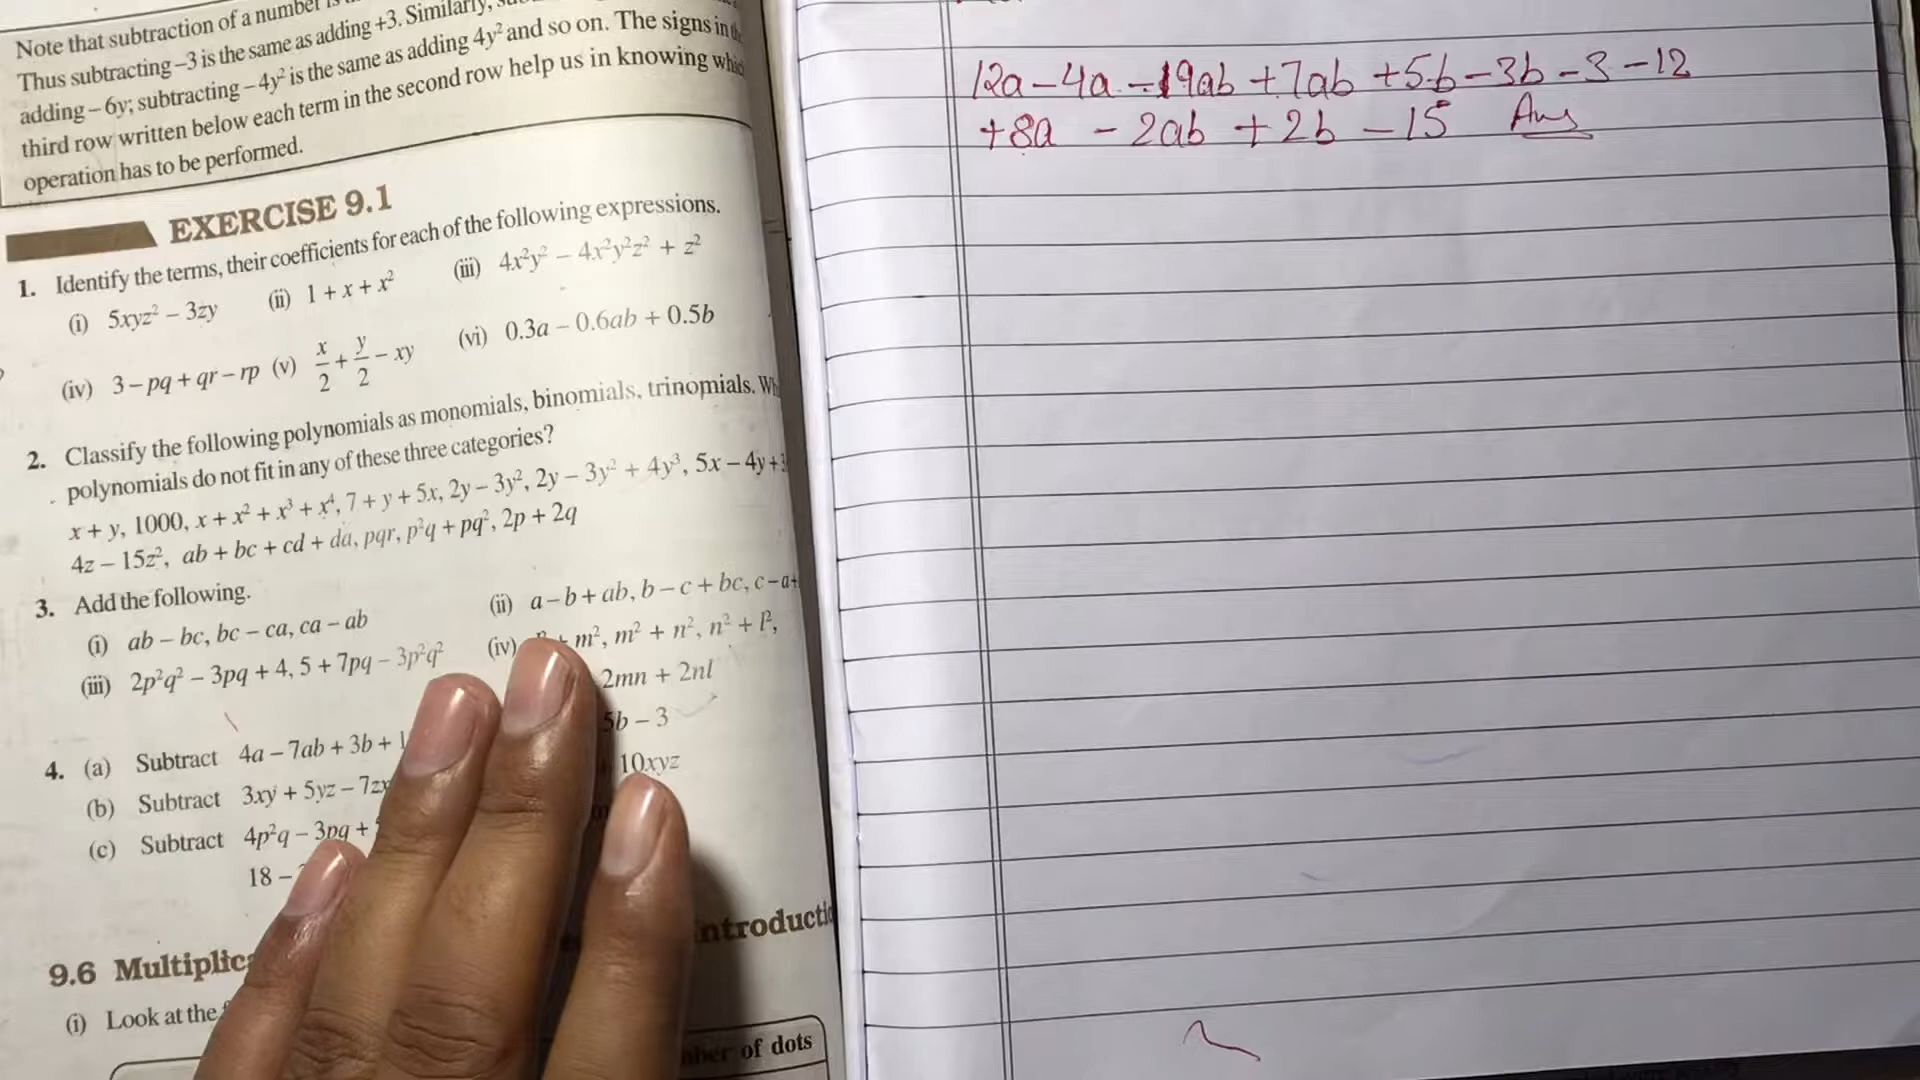 Note that subtraction of a number is
Thus subtracting –3 is the same as adding +3. Similarly,
adding – 6y; subtracting – 4y² is the same as adding 4y² and so on. The signs in
third row written below each term in the second row help us in knowing
operation has to be performed.
EXERCISE 9.1
1. Identify the terms, their coefficients for each of the following expressions.
(i) 5xyz² – 3zy (ii) 1 + x + x² (iii) 4x²y² – 4x²y²z² + z²
(iv) 3 – pq + qr – rp (v) x/2 + y/2 – xy (vi) 0.3a – 0.6ab + 0.5b
2. Classify the following polynomials as monomials, binomials, trinomials.
polynomials do not fit in any of these three categories?
x + y, 1000, x + x² + x³ + x⁴, 7 + y + 5x, 2y – 3y², 2y – 3y² + 4y³, 5x – 4y +
4z – 15z², ab + bc + cd + da, pqr, p²q + pq², 2p + 2q
3. Add the following.
(i) ab – bc, bc – ca, ca – ab (ii) a – b + ab, b – c + bc, c – a +
(iii) 2p²q² – 3pq + 4, 5 + 7pq – 3p²q² (iv) + m², m² + n², n² + l²,
2mn + 2nl
4. (a) Subtract 4a – 7ab + 3b + 5b – 3
(b) Subtract 3xy + 5yz – 7zx 10xyz
(c) Subtract 4p²q – 3pq +
18 –
9.6
(i) Look at the
of dots
12a – 4a – 9ab + 7ab + 5b – 3b – 3 – 12
+8a – 2ab + 2b – 15 Ans